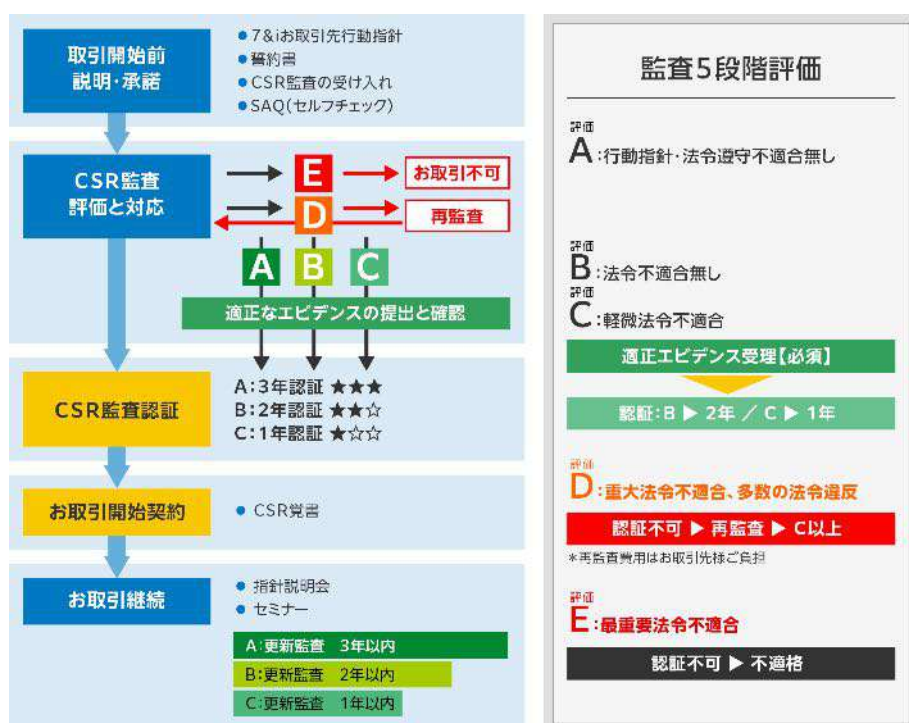 取引開始前
説明・承諾
● 7&iお取引先行動指針
● 誓約書
● CSR監査の受け入れ
● SAQ(セルフチェック)
CSR監査
評価と対応
E
お取引不可
D
再監査
A
B
C
適正なエビデンスの提出と確認
CSR監査認証
A:3年認証 ★★★
B:2年認証 ★★☆
C:1年認証 ★☆☆
お取引開始契約
● CSR覚書
お取引継続
● 指針説明会
● セミナー
A:更新監査 3年以内
B:更新監査 2年以内
C:更新監査 1年以内
監査5段階評価
評価
A:行動指針・法令遵守不適合無し
評価
B:法令不適合無し
評価
C:軽微法令不適合
適正エビデンス受理【必須】
認証:B ▶ 2年 / C ▶ 1年
評価
D:重大法令不適合、多数の法令違反
認証不可 ▶ 再監査 ▶ C以上
*再監査費用はお取引先様ご負担
評価
E:最重要法令不適合
認証不可 ▶ 不適格